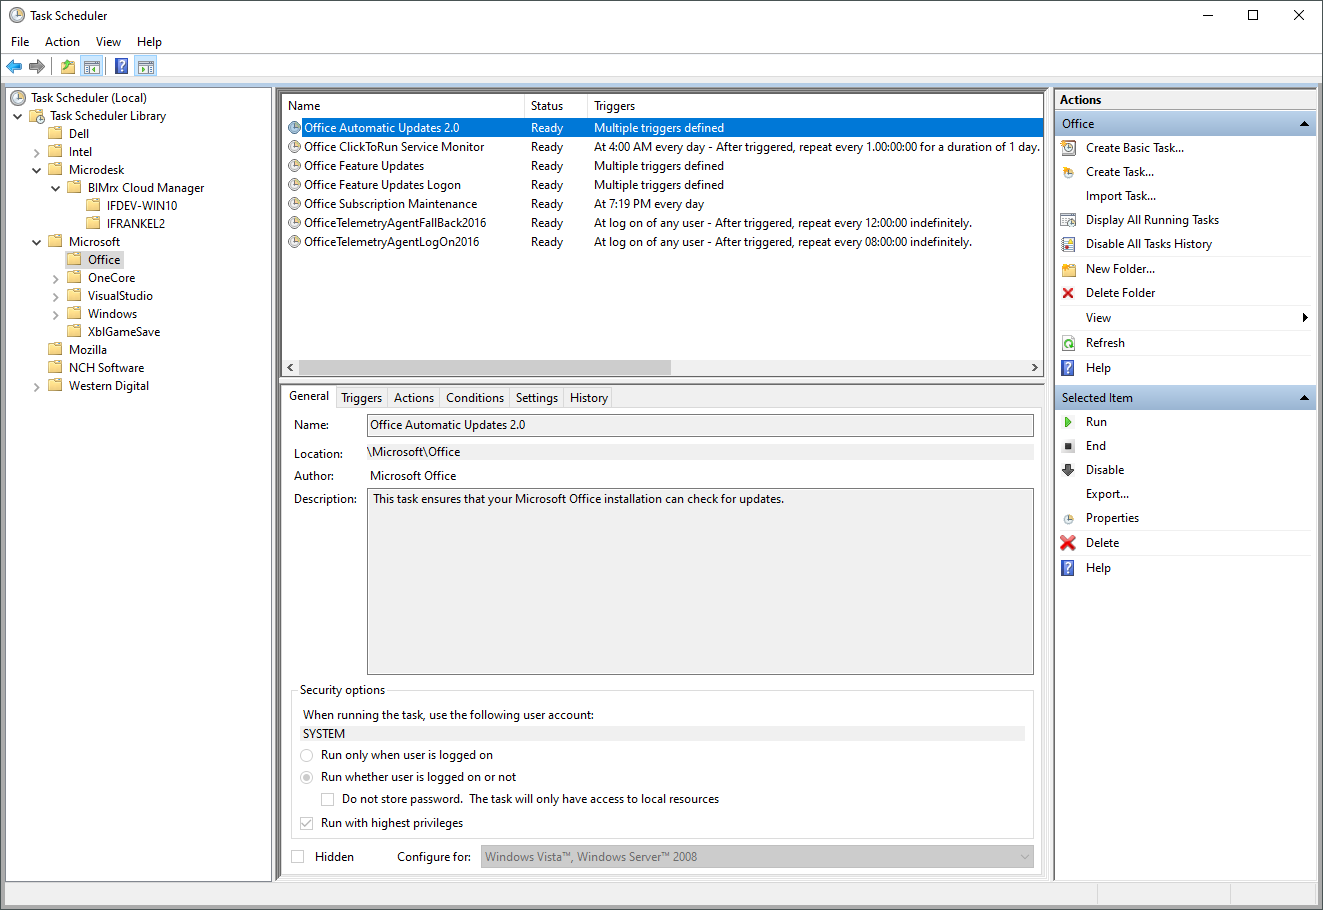 Task Scheduler
File Action View Help
Task Scheduler (Local)
Task Scheduler Library
Dell
Intel
Microdesk
BIMrx Cloud Manager
IFDEV-WIN10
IFRANKEL2
Microsoft
Office
OneCore
VisualStudio
Windows
XblGameSave
Mozilla
NCH Software
Western Digital
Name Status Triggers
Office Automatic Updates 2.0 Ready Multiple triggers defined
Office ClickToRun Service Monitor Ready At 4:00 AM every day - After triggered, repeat every 1.00:00:00 for a duration of 1 day.
Office Feature Updates Ready Multiple triggers defined
Office Feature Updates Logon Ready Multiple triggers defined
Office Subscription Maintenance Ready At 7:19 PM every day
OfficeTelemetryAgentFallBack2016 Ready At log on of any user - After triggered, repeat every 12:00:00 indefinitely.
OfficeTelemetryAgentLogOn2016 Ready At log on of any user - After triggered, repeat every 08:00:00 indefinitely.
General Triggers Actions Conditions Settings History
Name: Office Automatic Updates 2.0
Location: \Microsoft\Office
Author: Microsoft Office
Description: This task ensures that your Microsoft Office installation can check for updates.
Security options
When running the task, use the following user account:
SYSTEM
Run only when user is logged on
Run whether user is logged on or not
Do not store password. The task will only have access to local resources
Run with highest privileges
Hidden Configure for: Windows Vista™, Windows Server™ 2008
Actions
Office
Create Basic Task...
Create Task...
Import Task...
Display All Running Tasks
Disable All Tasks History
New Folder...
Delete Folder
View
Refresh
Help
Selected Item
Run
End
Disable
Export...
Properties
Delete
Help